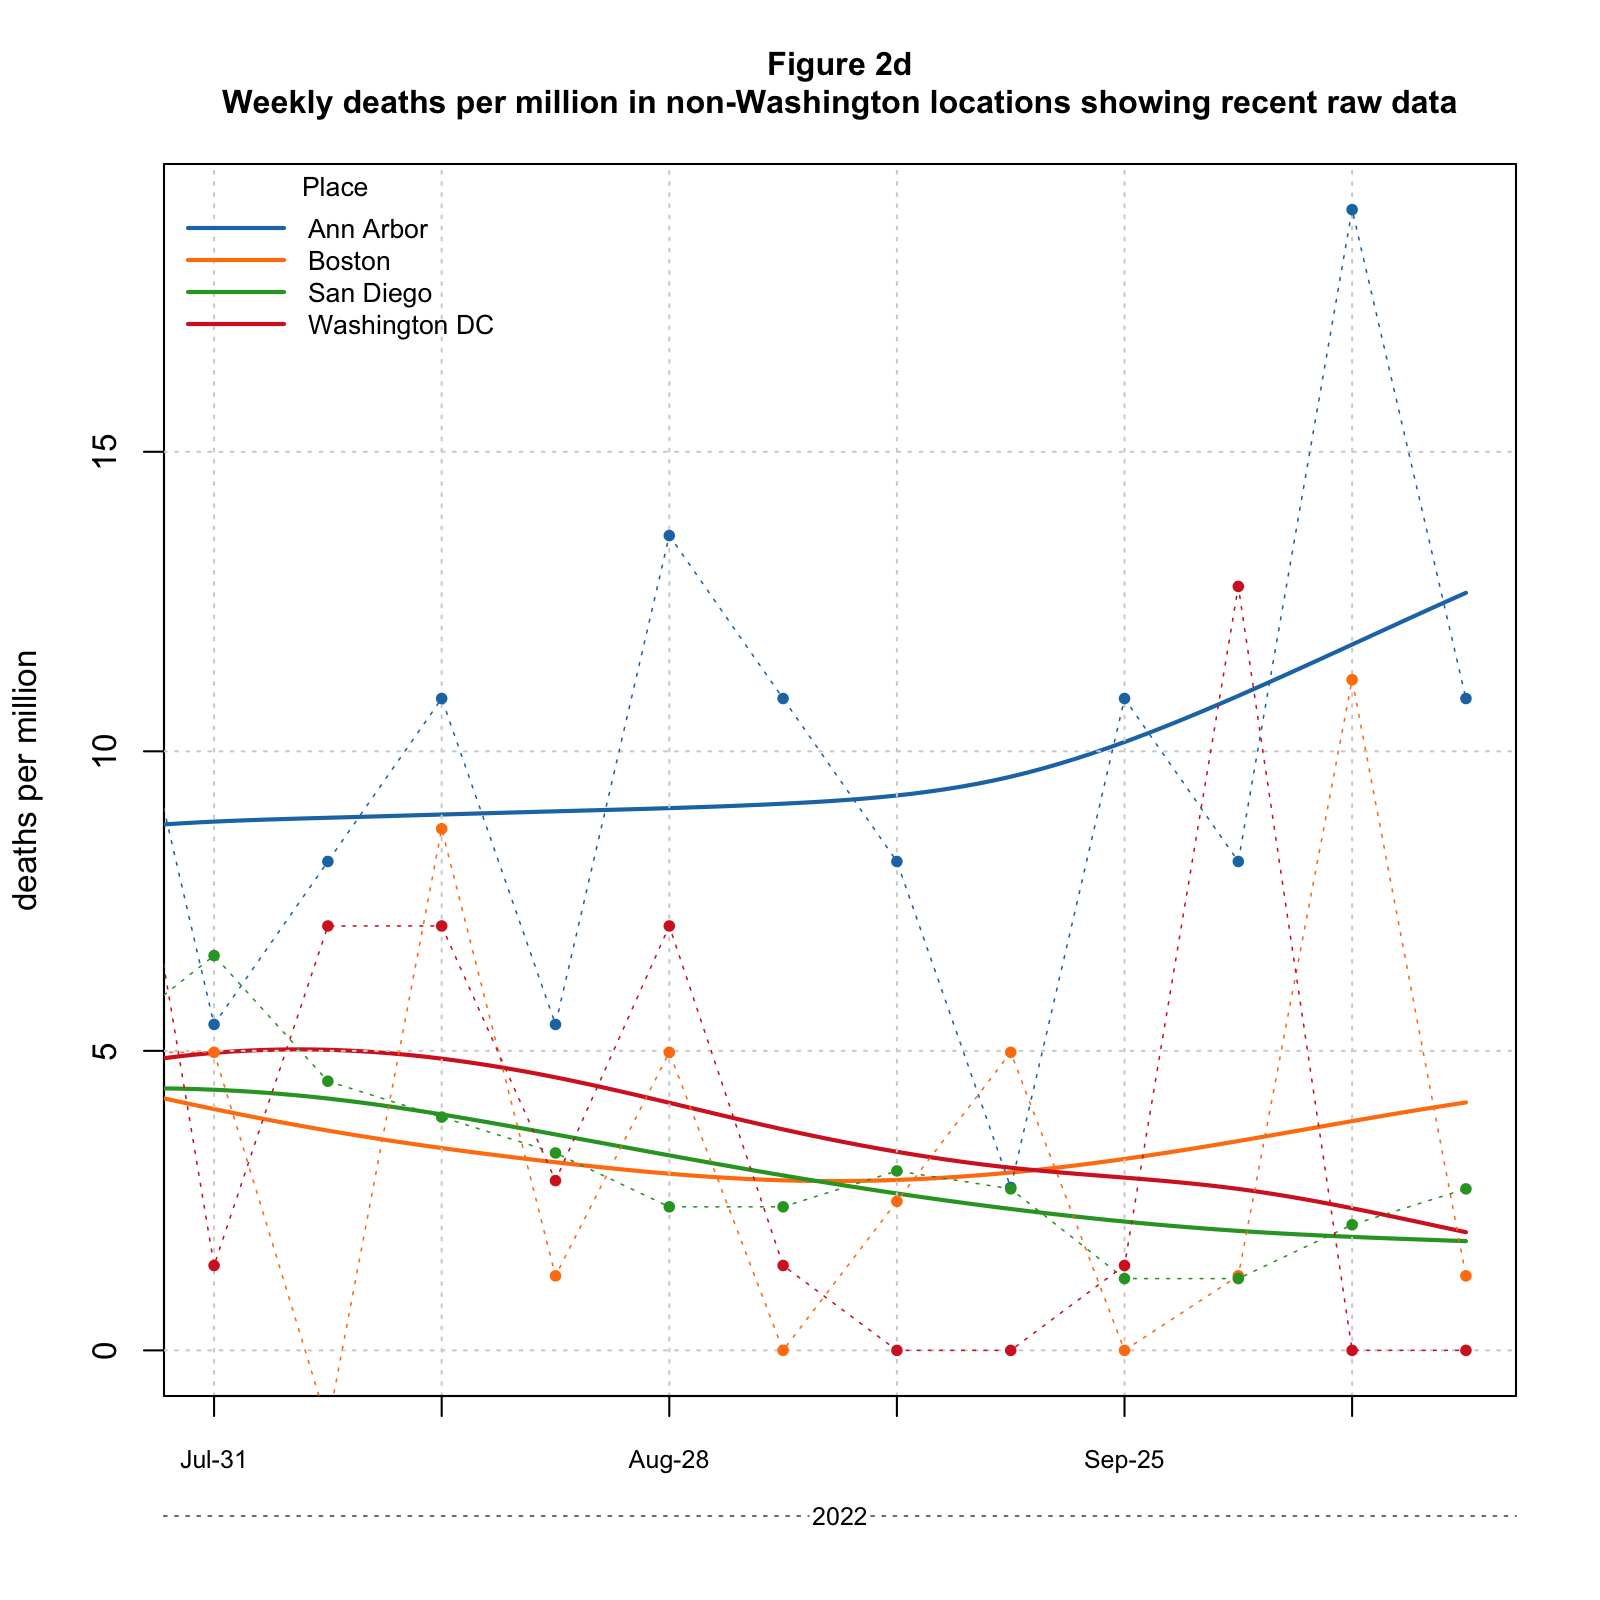 Figure 2d
Weekly deaths per million in non-Washington locations showing recent raw data
Place
Ann Arbor
Boston
San Diego
Washington DC
deaths per million
15
10
5
0
Jul-31
Aug-28
Sep-25
2022